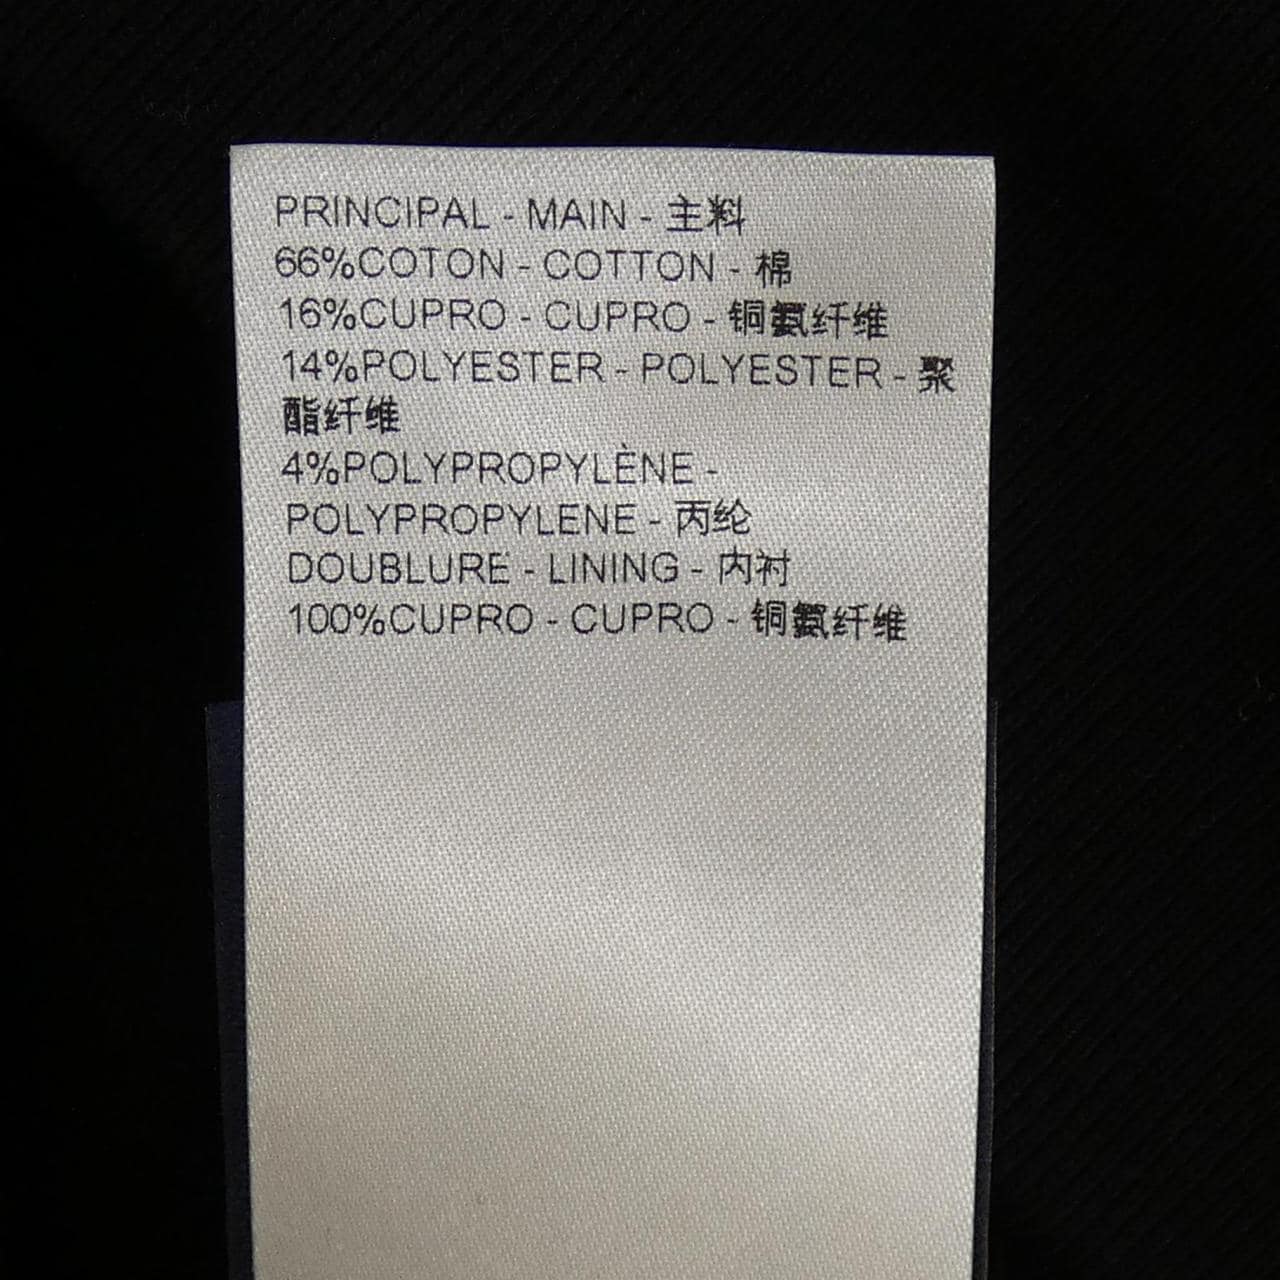 PRINCIPAL - MAIN - 主料
66%COTON - COTTON - 棉
16%CUPRO - CUPRO - 铜氨纤维
14%POLYESTER - POLYESTER - 聚
酯纤维
4%POLYPROPYLÈNE -
POLYPROPYLENE - 丙纶
DOUBLURE - LINING - 内衬
100%CUPRO - CUPRO - 铜氨纤维